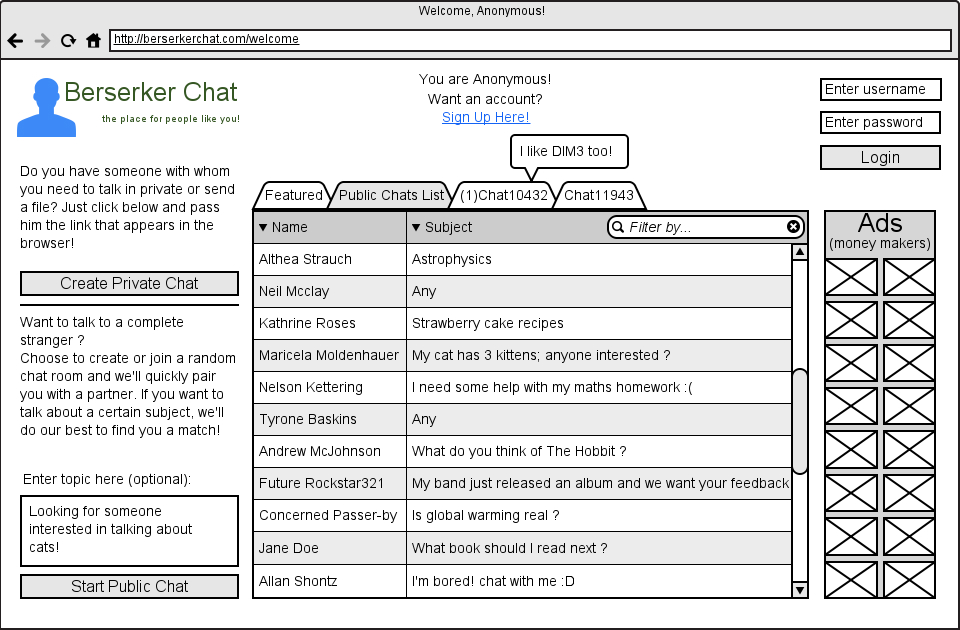 Welcome, Anonymous!
http://berserkerchat.com/welcome
Berserker Chat
the place for people like you!
You are Anonymous!
Want an account?
Sign Up Here!
Enter username
Enter password
Login
Do you have someone with whom
you need to talk in private or send
a file? Just click below and pass
him the link that appears in the
browser!
Create Private Chat
Want to talk to a complete
stranger ?
Choose to create or join a random
chat room and we'll quickly pair
you with a partner. If you want to
talk about a certain subject, we'll
do our best to find you a match!
Enter topic here (optional):
Looking for someone
interested in talking about
cats!
Start Public Chat
I like DIM3 too!
Featured
Public Chats List
(1)Chat10432
Chat11943
Name Subject Filter by...
Althea Strauch Astrophysics
Neil Mcclay Any
Kathrine Roses Strawberry cake recipes
Maricela Moldenhauer My cat has 3 kittens; anyone interested ?
Nelson Kettering I need some help with my maths homework :(
Tyrone Baskins Any
Andrew McJohnson What do you think of The Hobbit ?
Future Rockstar321 My band just released an album and we want your feedback
Concerned Passer-by Is global warming real ?
Jane Doe What book should I read next ?
Allan Shontz I'm bored! chat with me :D
Ads
(money makers)